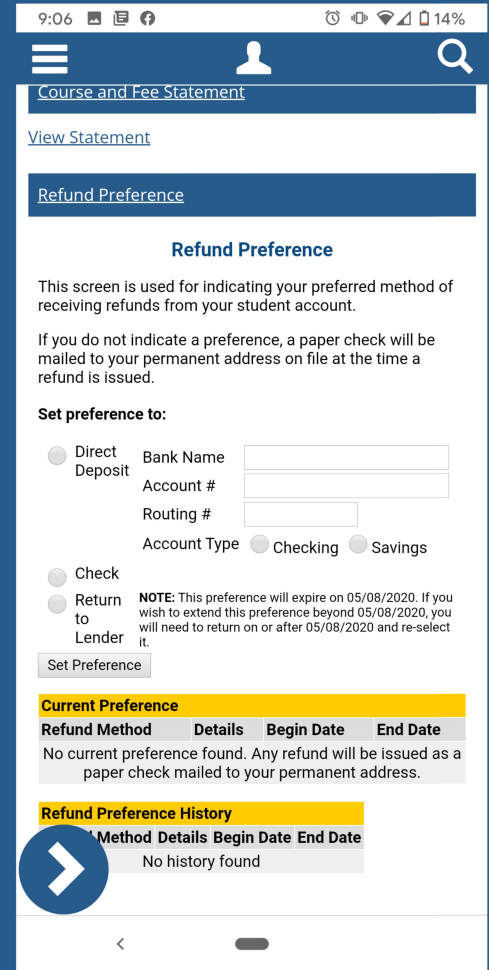 9:06 14%
Course and Fee Statement
View Statement
Refund Preference
Refund Preference
This screen is used for indicating your preferred method of
receiving refunds from your student account.
If you do not indicate a preference, a paper check will be
mailed to your permanent address on file at the time a
refund is issued.
Set preference to:
Direct
Deposit
Bank Name
Account #
Routing #
Account Type Checking Savings
Check
Return
to
Lender
NOTE: This preference will expire on 05/08/2020. If you
wish to extend this preference beyond 05/08/2020, you
will need to return on or after 05/08/2020 and re-select
it.
Set Preference
Current Preference
Refund Method Details Begin Date End Date
No current preference found. Any refund will be issued as a
paper check mailed to your permanent address.
Refund Preference History
Method Details Begin Date End Date
No history found